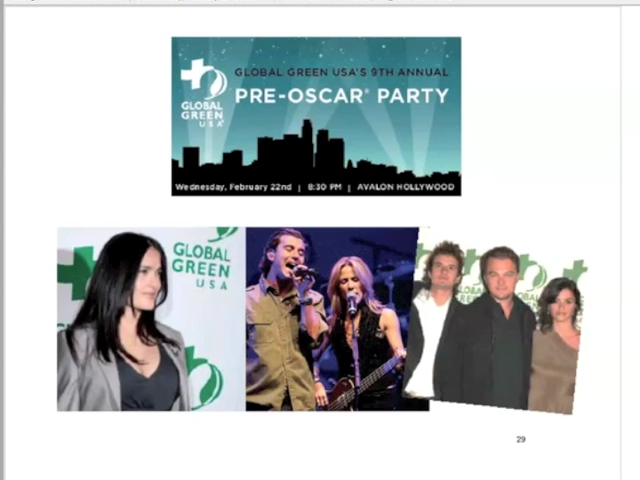 GLOBAL GREEN USA'S 9TH ANNUAL
PRE-OSCAR* PARTY
GLOBAL
GREEN
USA
Wednesday, February 22nd | 8:30 PM | AVALON HOLLYWOOD
GLOBAL
GREEN
USA
29